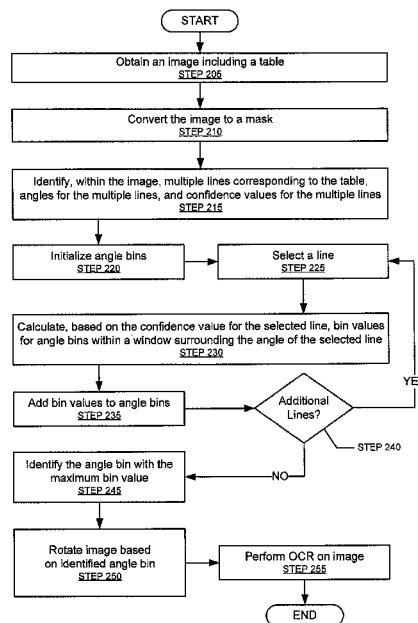 START
Obtain an image including a table
STEP 205
Convert the image to a mask
STEP 210
Identify, within the image, multiple lines corresponding to the table,
angles for the multiple lines, and confidence values for the multiple lines
STEP 215
Initialize angle bins
STEP 220
Select a line
STEP 225
Calculate, based on the confidence value for the selected line, bin values
for angle bins within a window surrounding the angle of the selected line
STEP 230
YE
Add bin values to angle bins
STEP 235
Additional
Lines?
STEP 240
NO
Identify the angle bin with the
maximum bin value
STEP 245
Rotate image based
on identified angle bin
STEP 250
Perform OCR on image
STEP 255
END